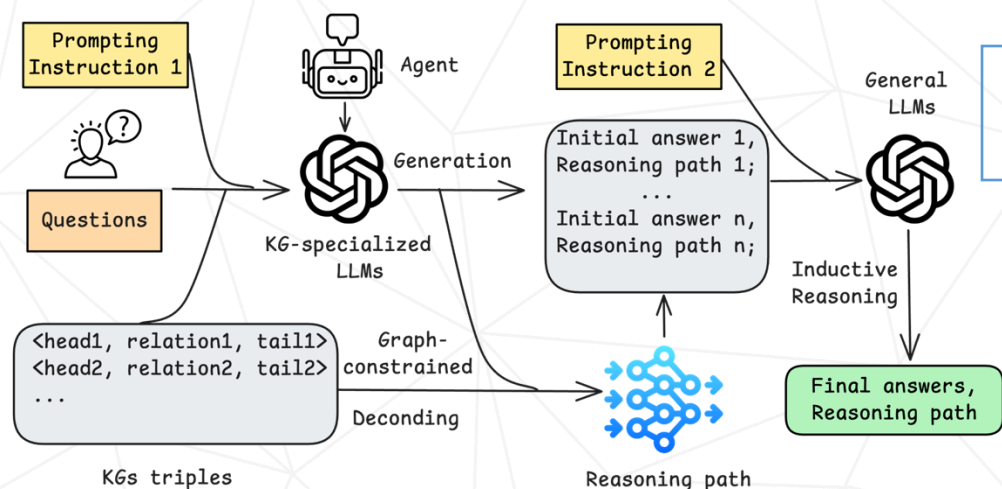 Prompting
Instruction 1
Agent
Prompting
Instruction 2
General
LLMs
?
Questions
Generation
KG-specialized
LLMs
Initial answer 1,
Reasoning path 1;
...
Initial answer n,
Reasoning path n;
Inductive
Reasoning
<head1, relation1, tail1>
<head2, relation2, tail2>
...
Graph-
constrained
Deconding
Final answers,
Reasoning path
KGs triples
Reasoning path